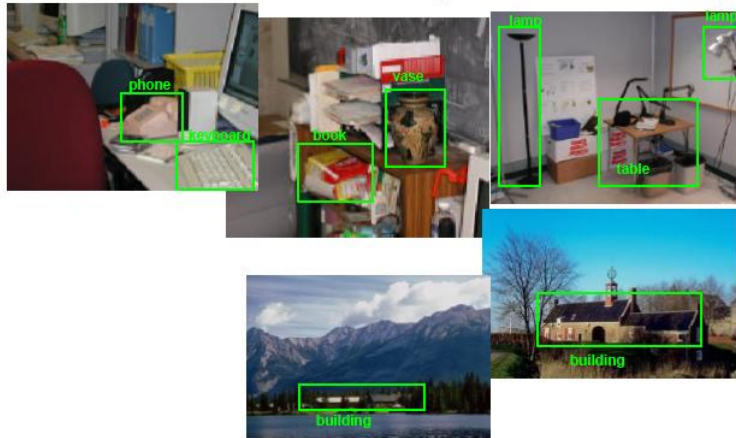 lamp
lamp
vase
phone
keyboard
book
table
building
building